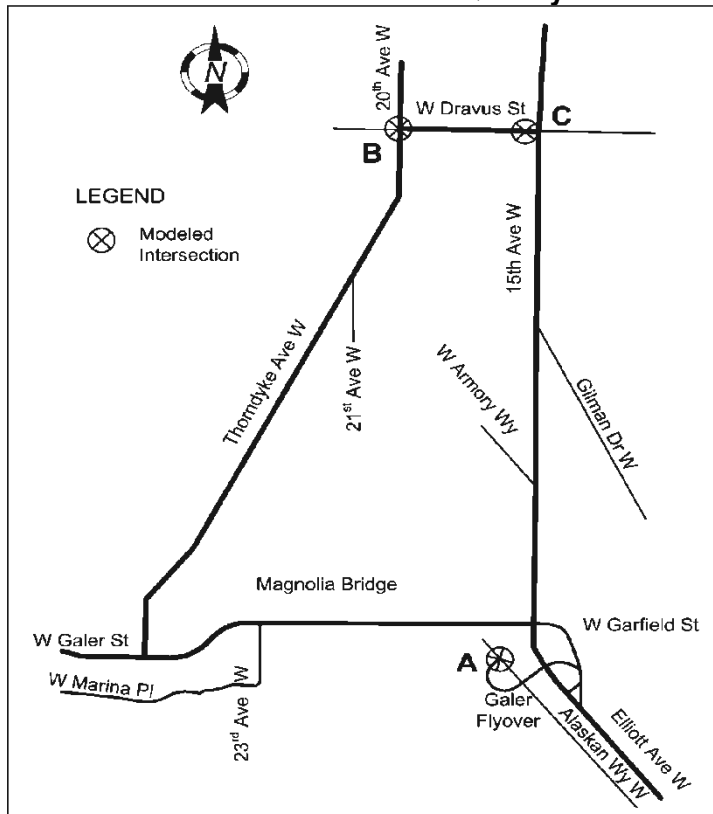 N
20th Ave W
W Dravus St
C
B
LEGEND
Modeled
Intersection
15th Ave W
Thorndyke Ave W
21st Ave W
W Armory Wy
Gilman Dr W
Magnolia Bridge
W Galer St
W Garfield St
W Marina Pl
23rd Ave W
A
Galer
Flyover
Alaskan Wy W
Elliott Ave W